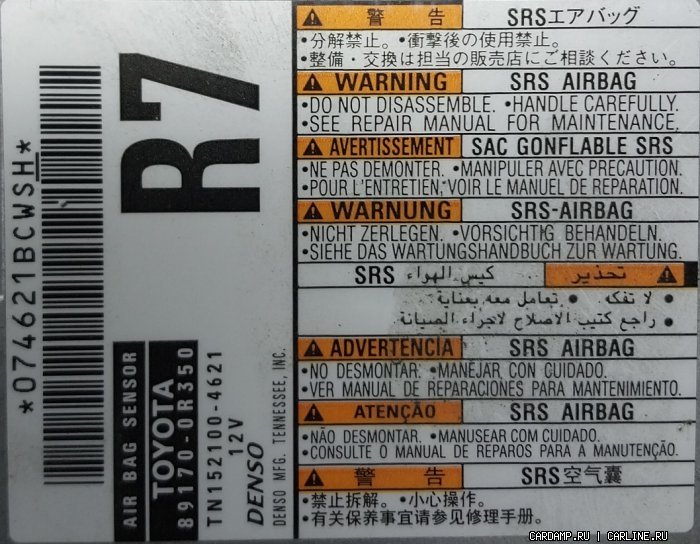 *074621BCWSH*
R7
AIR BAG SENSOR
TOYOTA
89170-0R350
TN152100-4621
12V
DENSO
DENSO MFG. TENNESSEE, INC.
警 告 SRSエアバッグ
•分解禁止。 •衝撃後の使用禁止。
•整備・交換は担当の販売店にご相談ください。
WARNING SRS AIRBAG
•DO NOT DISASSEMBLE. •HANDLE CAREFULLY.
•SEE REPAIR MANUAL FOR MAINTENANCE.
AVERTISSEMENT SAC GONFLABLE SRS
•NE PAS DEMONTER. •MANIPULER AVEC PRECAUTION.
•POUR L'ENTRETIEN, VOIR LE MANUEL DE REPARATION.
WARNUNG SRS-AIRBAG
•NICHT ZERLEGEN. •VORSICHTIG BEHANDELN.
•SIEHE DAS WARTUNGSHANDBUCH ZUR WARTUNG.
تحذير كيس الهواء SRS
• لا تفكه • تعامل معه بعناية
• راجع كتيب الاصلاح لاجراء الصيانة
ADVERTENCIA SRS AIRBAG
•NO DESMONTAR. •MANEJAR CON CUIDADO.
•VER MANUAL DE REPARACIONES PARA MANTENIMIENTO.
ATENÇÃO SRS AIRBAG
•NÃO DESMONTAR. •MANUSEAR COM CUIDADO.
•CONSULTE O MANUAL DE REPAROS PARA A MANUTENÇÃO.
警 告 SRS空气囊
•禁止拆解。 •小心操作。
•有关保养事宜请参见修理手册。
CARDAMP.RU | CARLINE.RU